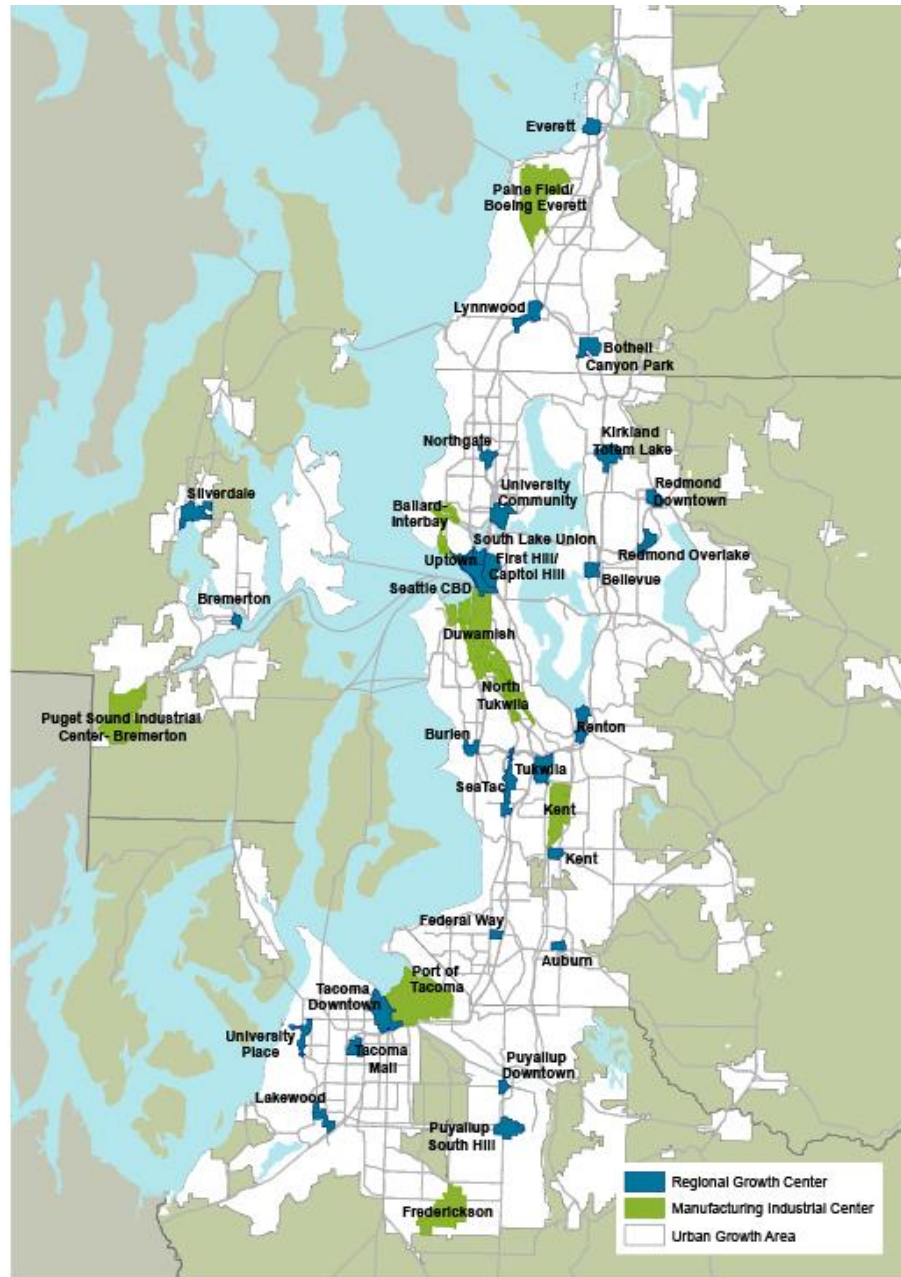 Everett
Paine Field/
Boeing Everett
Lynnwood
Bothell
Canyon Park
Northgate
Kirkland
Totem Lake
University
Community
Redmond
Downtown
Silverdale
Ballard-
Interbay
South Lake Union
Uptown
First Hill/
Capitol Hill
Redmond Overlake
Bellevue
Seattle CBD
Bremerton
Duwamish
North
Tukwila
Puget Sound Industrial
Center- Bremerton
Burien
Renton
Tukwila
SeaTac
Kent
Kent
Federal Way
Auburn
Port of
Tacoma
Tacoma
Downtown
University
Place
Tacoma
Mall
Puyallup
Downtown
Lakewood
Puyallup
South Hill
Frederickson
Regional Growth Center
Manufacturing Industrial Center
Urban Growth Area